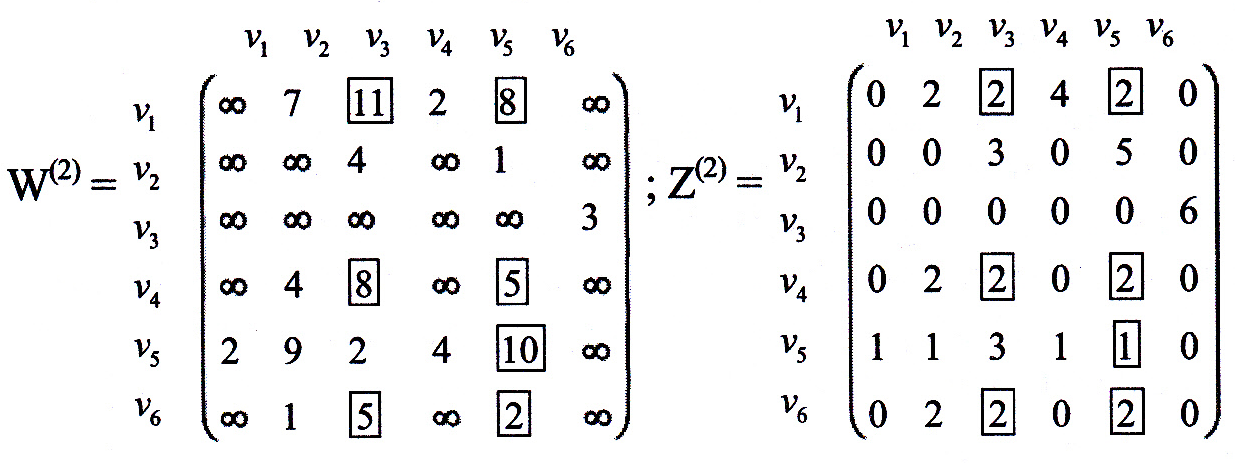 v₁ v₂ v₃ v₄ v₅ v₆ v₁ v₂ v₃ v₄ v₅ v₆
v₁ ∞ 7 11 2 8 ∞ v₁ 0 2 2 4 2 0
W⁽²⁾ = v₂ ∞ ∞ 4 ∞ 1 ∞ ; Z⁽²⁾ = v₂ 0 0 3 0 5 0
v₃ ∞ ∞ ∞ ∞ ∞ 3 v₃ 0 0 0 0 0 6
v₄ ∞ 4 8 ∞ 5 ∞ v₄ 0 2 2 0 2 0
v₅ 2 9 2 4 10 ∞ v₅ 1 1 3 1 1 0
v₆ ∞ 1 5 ∞ 2 ∞ v₆ 0 2 2 0 2 0